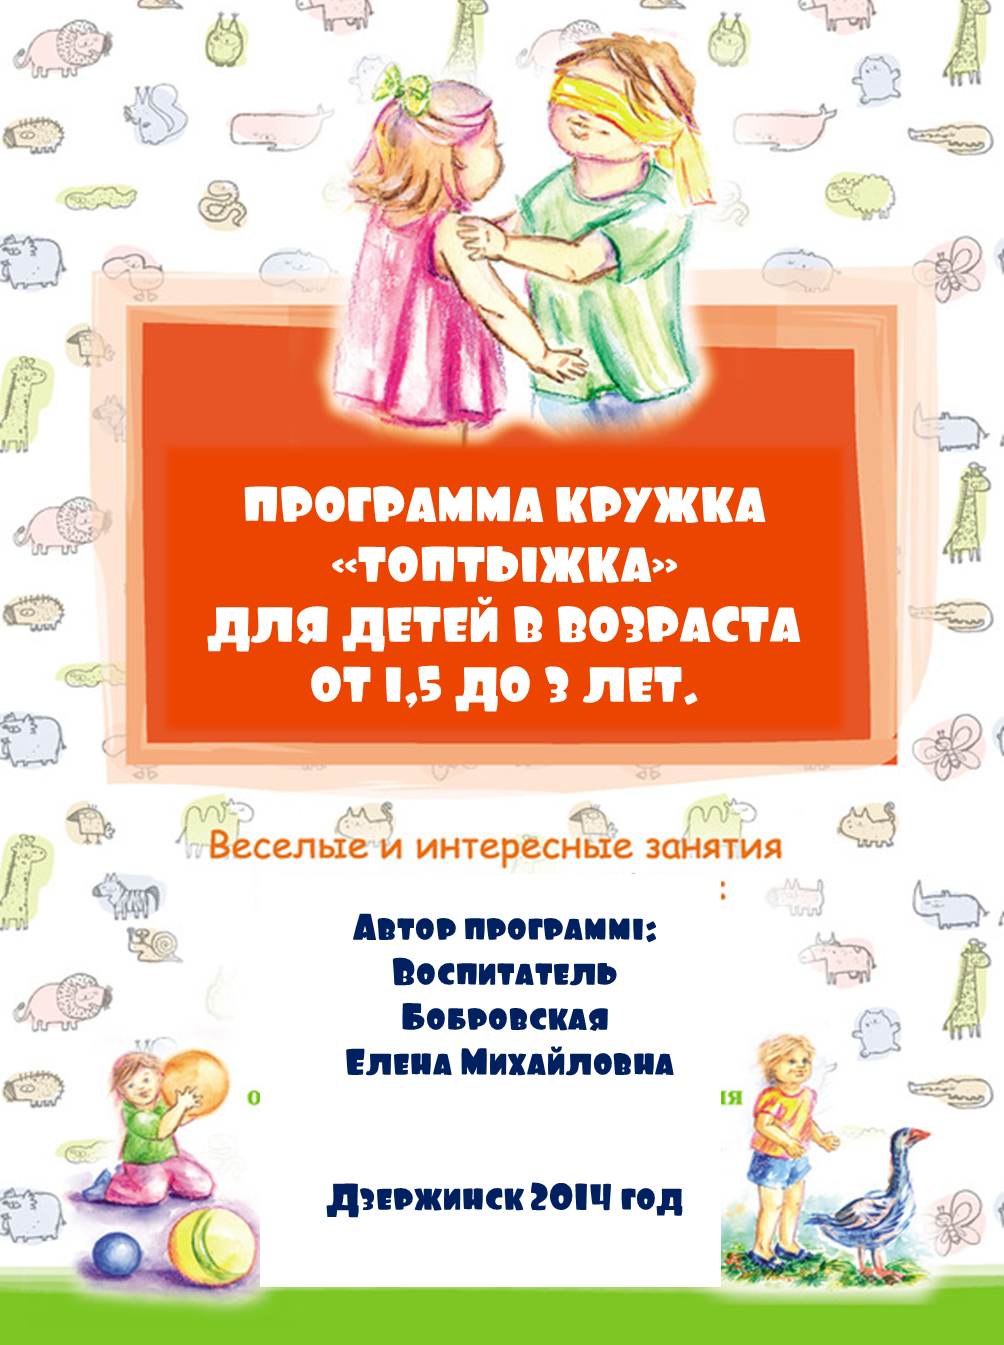 ПРОГРАММА КРУЖКА
«ТОПТЫЖКА»
ДЛЯ ДЕТЕЙ В ВОЗРАСТА
ОТ 1,5 ДО 3 ЛЕТ.
Веселые и интересные занятия
Автор программі:
Воспитатель
Бобровская
Елена Михайловна
Дзержинск 2014 год